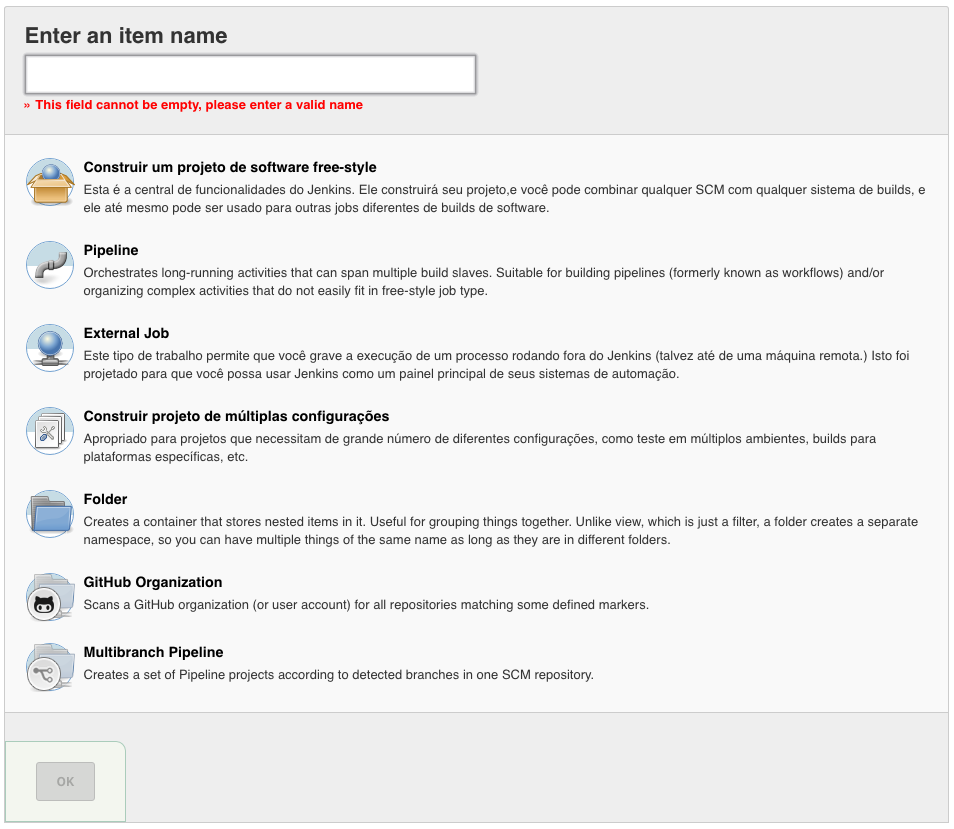 Enter an item name
» This field cannot be empty, please enter a valid name
Construir um projeto de software free-style
Esta é a central de funcionalidades do Jenkins. Ele construirá seu projeto,e você pode combinar qualquer SCM com qualquer sistema de builds, e
ele até mesmo pode ser usado para outras jobs diferentes de builds de software.
Pipeline
Orchestrates long-running activities that can span multiple build slaves. Suitable for building pipelines (formerly known as workflows) and/or
organizing complex activities that do not easily fit in free-style job type.
External Job
Este tipo de trabalho permite que você grave a execução de um processo rodando fora do Jenkins (talvez até de uma máquina remota.) Isto foi
projetado para que você possa usar Jenkins como um painel principal de seus sistemas de automação.
Construir projeto de múltiplas configurações
Apropriado para projetos que necessitam de grande número de diferentes configurações, como teste em múltiplos ambientes, builds para
plataformas específicas, etc.
Folder
Creates a container that stores nested items in it. Useful for grouping things together. Unlike view, which is just a filter, a folder creates a separate
namespace, so you can have multiple things of the same name as long as they are in different folders.
GitHub Organization
Scans a GitHub organization (or user account) for all repositories matching some defined markers.
Multibranch Pipeline
Creates a set of Pipeline projects according to detected branches in one SCM repository.
OK